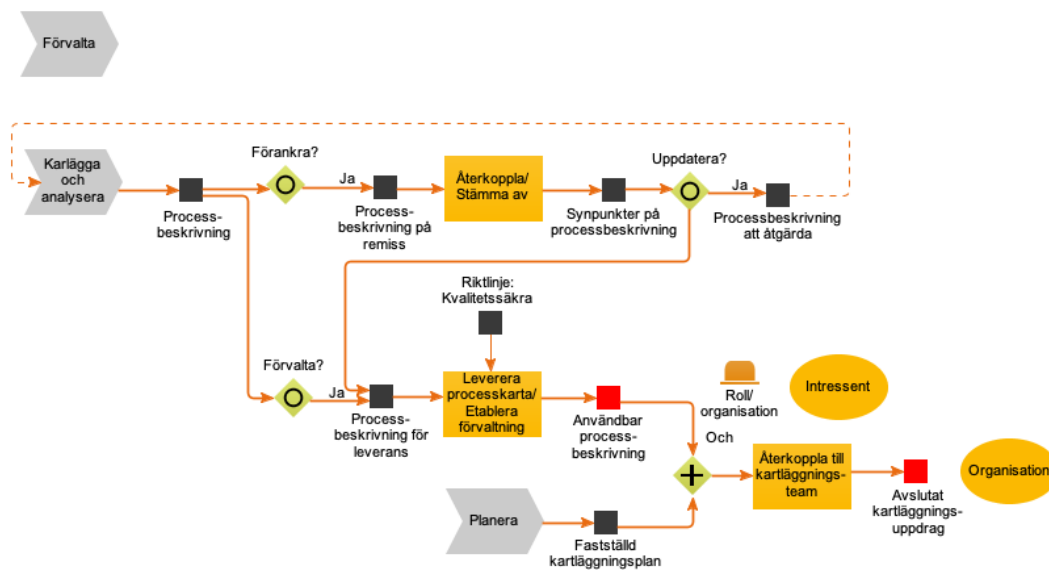 Förvalta
Karlägga
och
analysera
Process-
beskrivning
Förankra?
Ja
Process-
beskrivning på
remiss
Återkoppla/
Stämma av
Synpunkter på
processbeskrivning
Uppdatera?
Ja
Processbeskrivning
att åtgärda
Riktlinje:
Kvalitetssäkra
Förvalta?
Ja
Process-
beskrivning för
leverans
Leverera
processkarta/
Etablera
förvaltning
Användbar
process-
beskrivning
Roll/
organisation
Intressent
Och
Återkoppla till
kartläggnings-
team
Avslutat
kartläggnings-
uppdrag
Organisation
Planera
Fastställd
kartläggningsplan